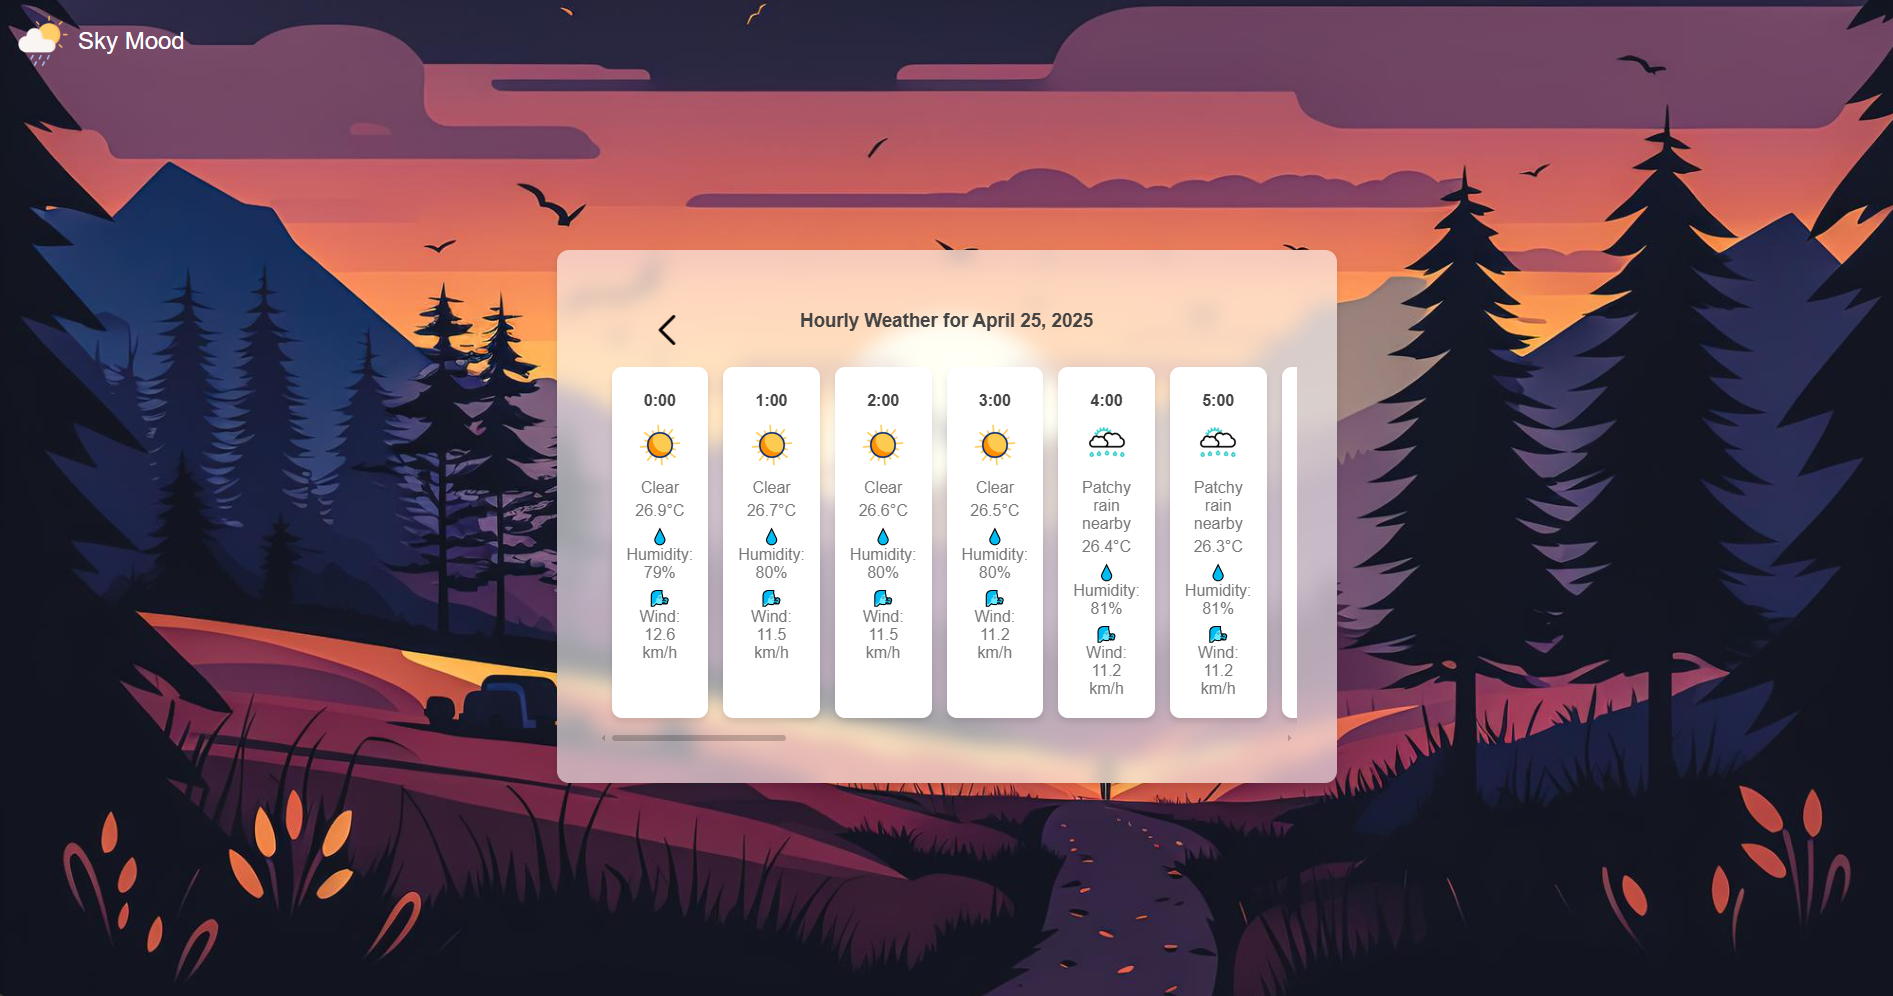 Sky Mood
Hourly Weather for April 25, 2025
0:00
Clear
26.9°C
Humidity:
79%
Wind:
12.6
km/h
1:00
Clear
26.7°C
Humidity:
80%
Wind:
11.5
km/h
2:00
Clear
26.6°C
Humidity:
80%
Wind:
11.5
km/h
3:00
Clear
26.5°C
Humidity:
80%
Wind:
11.2
km/h
4:00
Patchy
rain
nearby
26.4°C
Humidity:
81%
Wind:
11.2
km/h
5:00
Patchy
rain
nearby
26.3°C
Humidity:
81%
Wind:
11.2
km/h